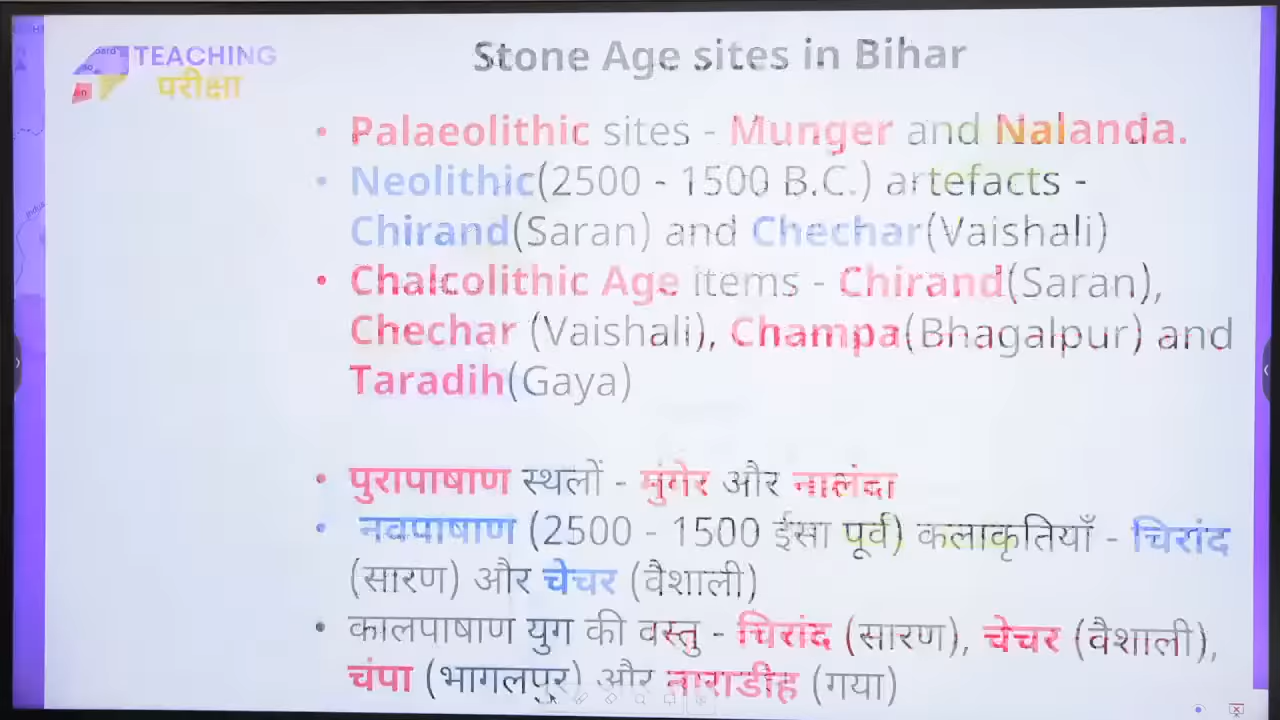 TEACHING
परीक्षा
Stone Age sites in Bihar
• Palaeolithic sites - Munger and Nalanda.
• Neolithic(2500 - 1500 B.C.) artefacts -
Chirand(Saran) and Chechar(Vaishali)
• Chalcolithic Age items - Chirand(Saran),
Chechar (Vaishali), Champa(Bhagalpur) and
Taradih(Gaya)
• पुरापाषाण स्थलों - मुंगेर और नालंदा
• नवपाषाण (2500 - 1500 ईसा पूर्व) कलाकृतियाँ - चिरांद
(सारण) और चेचर (वैशाली)
• कालपाषाण युग की वस्तु - चिरांद (सारण), चेचर (वैशाली),
चंपा (भागलपुर) और ताराडीह (गया)